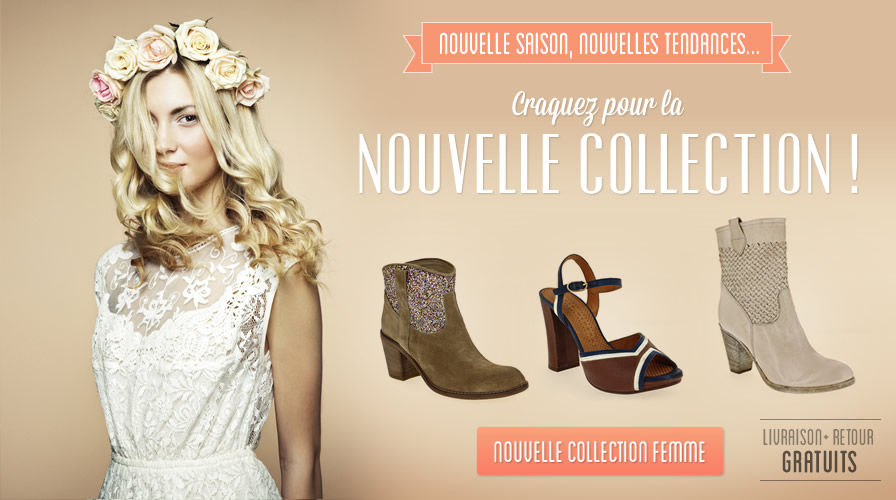 NOUVELLE SAISON, NOUVELLES TENDANCES...
Craquez pour la
NOUVELLE COLLECTION !
NOUVELLE COLLECTION FEMME
LIVRAISON+ RETOUR
GRATUITS